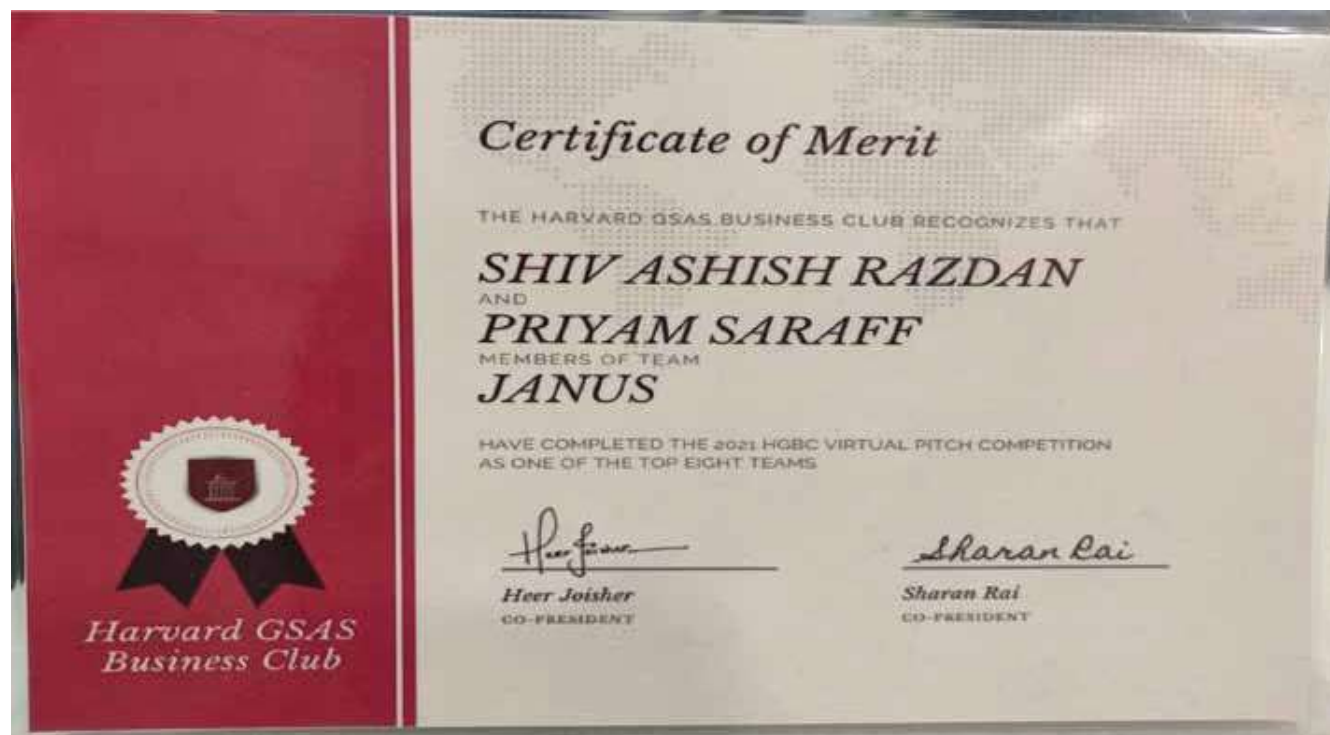 Certificate of Merit
THE HARVARD GSAS BUSINESS CLUB RECOGNIZES THAT
SHIV ASHISH RAZDAN
AND
PRIYAM SARAFF
MEMBERS OF TEAM
JANUS
HAVE COMPLETED THE 2021 HGBC VIRTUAL PITCH COMPETITION
AS ONE OF THE TOP EIGHT TEAMS
Heer Joisher
Sharan Rai
Heer Joisher
Sharan Rai
CO-PRESIDENT
CO-PRESIDENT
Harvard GSAS
Business Club